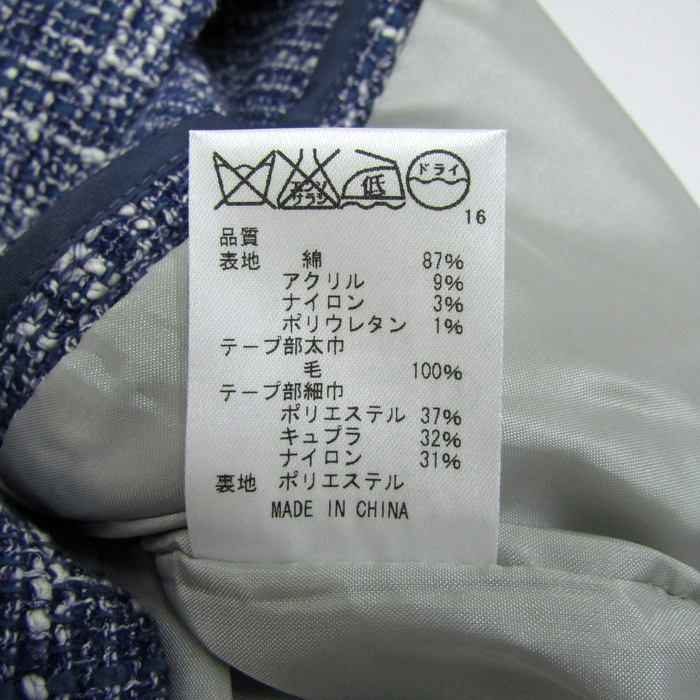 エンソ サラシ 低 ドライ
16
品質
表地 綿 87%
アクリル 9%
ナイロン 3%
ポリウレタン 1%
テープ部太巾
毛 100%
テープ部細巾
ポリエステル 37%
キュプラ 32%
ナイロン 31%
裏地 ポリエステル
MADE IN CHINA